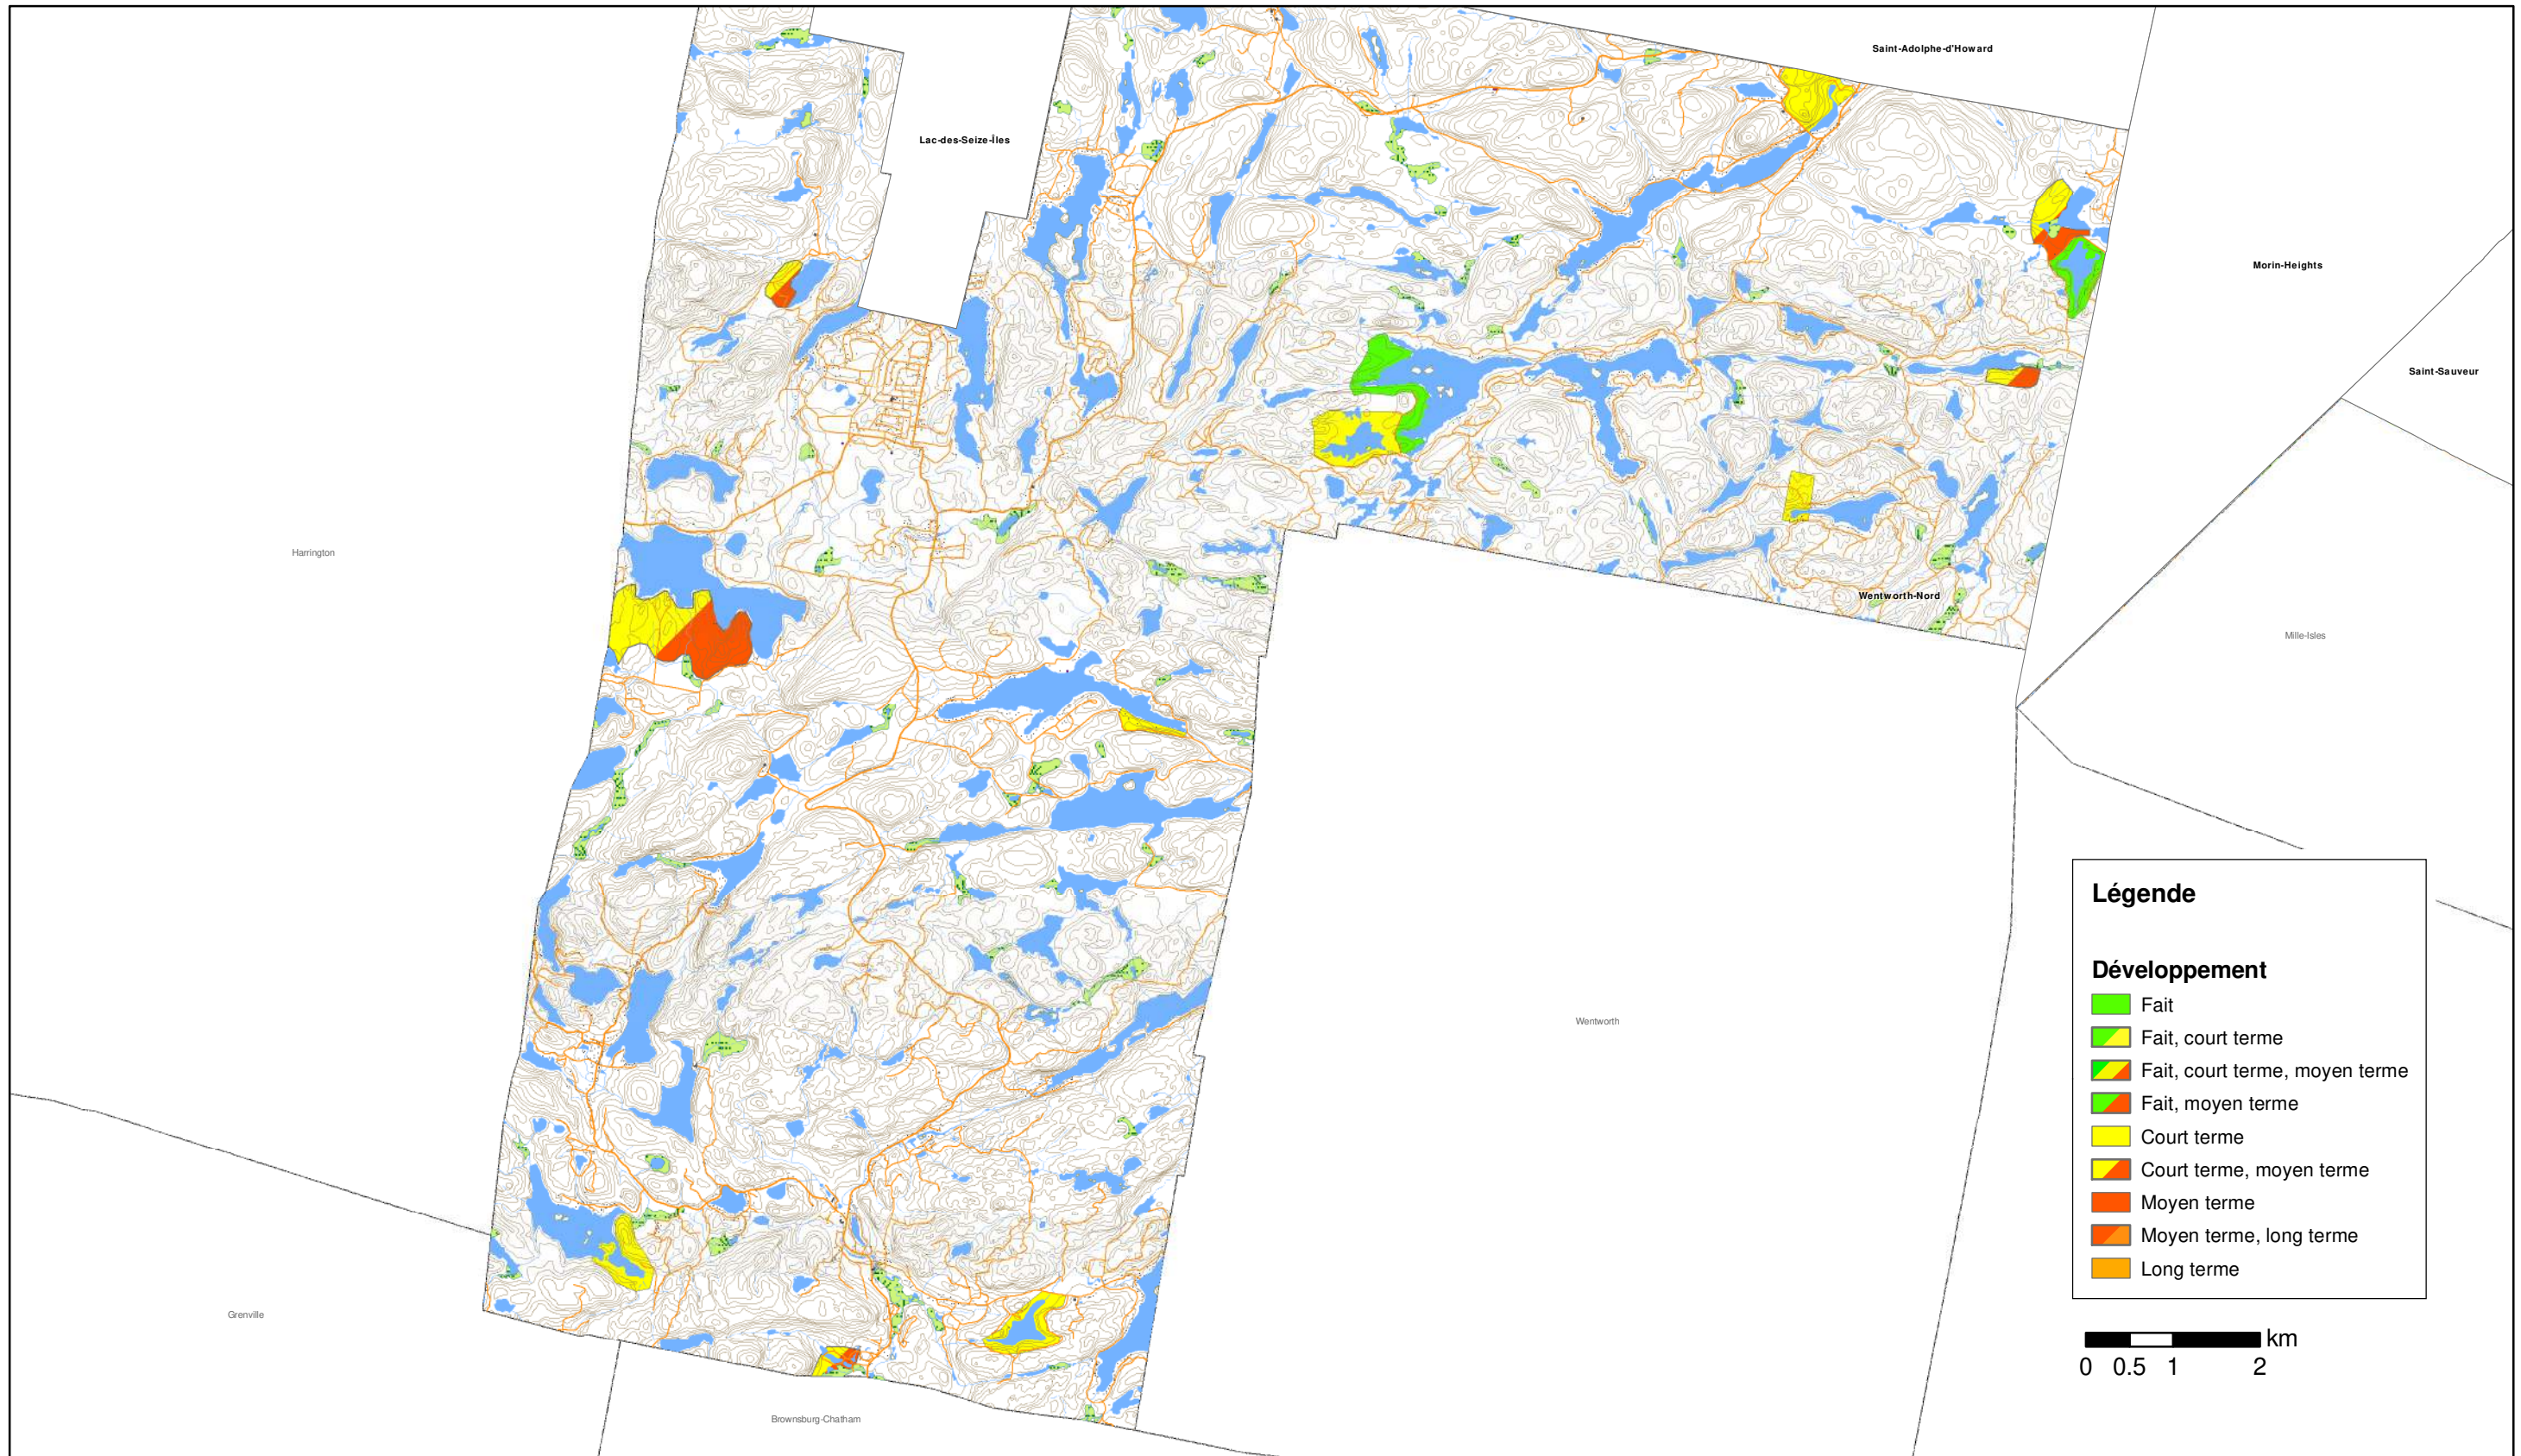 Saint-Adolphe-d'Howard
Lac-des-Seize-Îles
Morin-Heights
Saint-Sauveur
Harrington
Wentworth-Nord
Mille-Isles
Wentworth
Grenville
Brownsburg-Chatham
Légende
Développement
Fait
Fait, court terme
Fait, court terme, moyen terme
Fait, moyen terme
Court terme
Court terme, moyen terme
Moyen terme
Moyen terme, long terme
Long terme
km
0 0.5 1 2